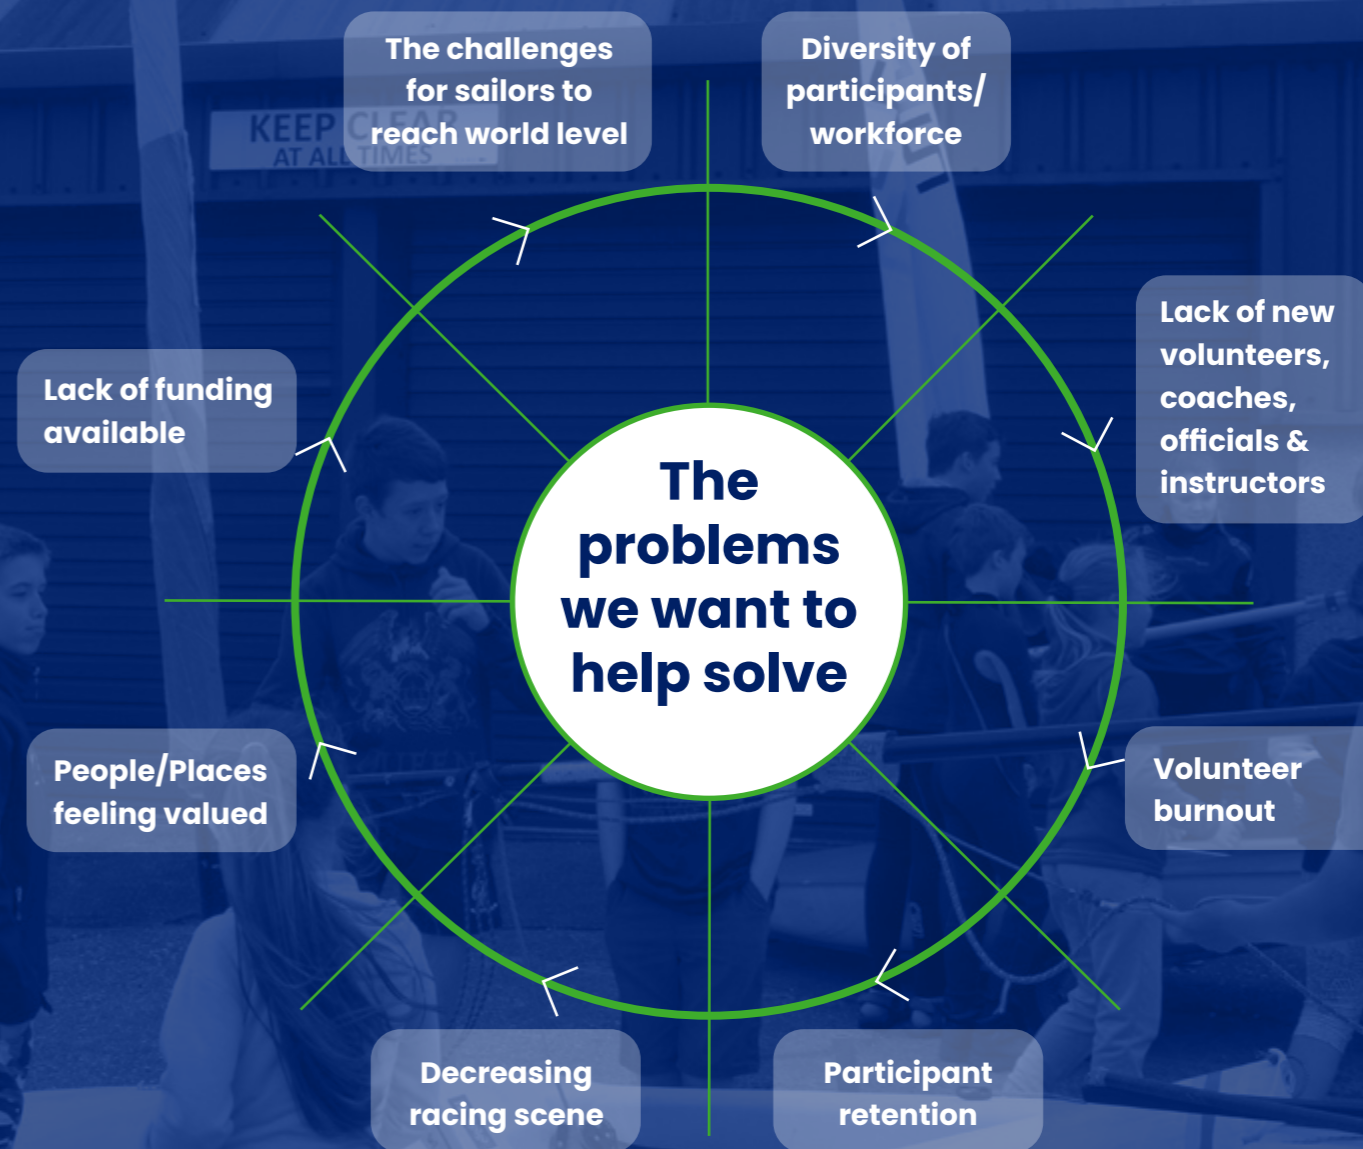 The challenges
for sailors to
reach world level
Diversity of
participants/
workforce
KEEP CLEAR
AT ALL TIMES
Lack of new
volunteers,
coaches,
officials &
instructors
Lack of funding
available
The
problems
we want to
help solve
People/Places
feeling valued
Volunteer
burnout
Decreasing
racing scene
Participant
retention